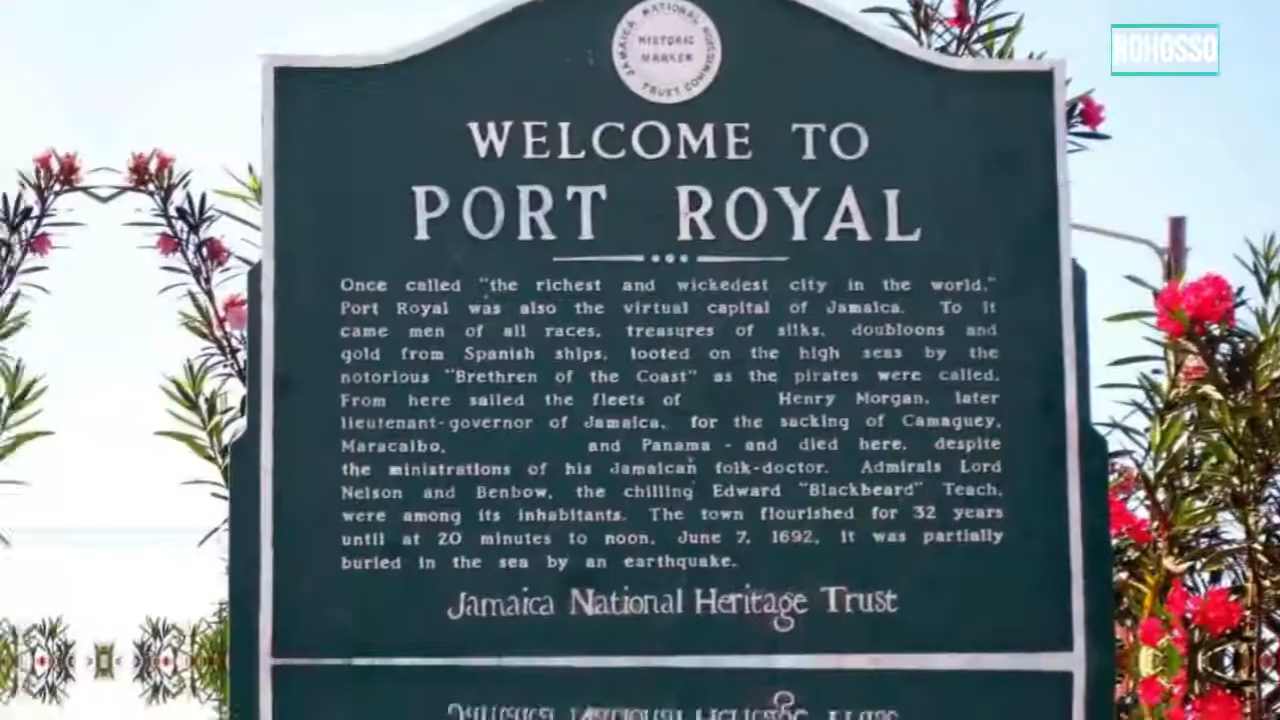 ROHOSSO
JAMAICA NATIONAL TRUST COMM
HISTORIC
MARKER
WELCOME TO
PORT ROYAL
Once called "the richest and wickedest city in the world,"
Port Royal was also the virtual capital of Jamaica. To it
came men of all races, treasures of silks, doubloons and
gold from Spanish ships, looted on the high seas by the
notorious "Brethren of the Coast" as the pirates were called.
From here sailed the fleets of Henry Morgan, later
lieutenant-governor of Jamaica, for the sacking of Camaguey,
Maracaibo, and Panama - and died here, despite
the ministrations of his Jamaican folk-doctor. Admirals Lord
Nelson and Benbow, the chilling Edward "Blackbeard" Teach,
were among its inhabitants. The town flourished for 32 years
until at 20 minutes to noon, June 7, 1692, it was partially
buried in the sea by an earthquake.
Jamaica National Heritage Trust